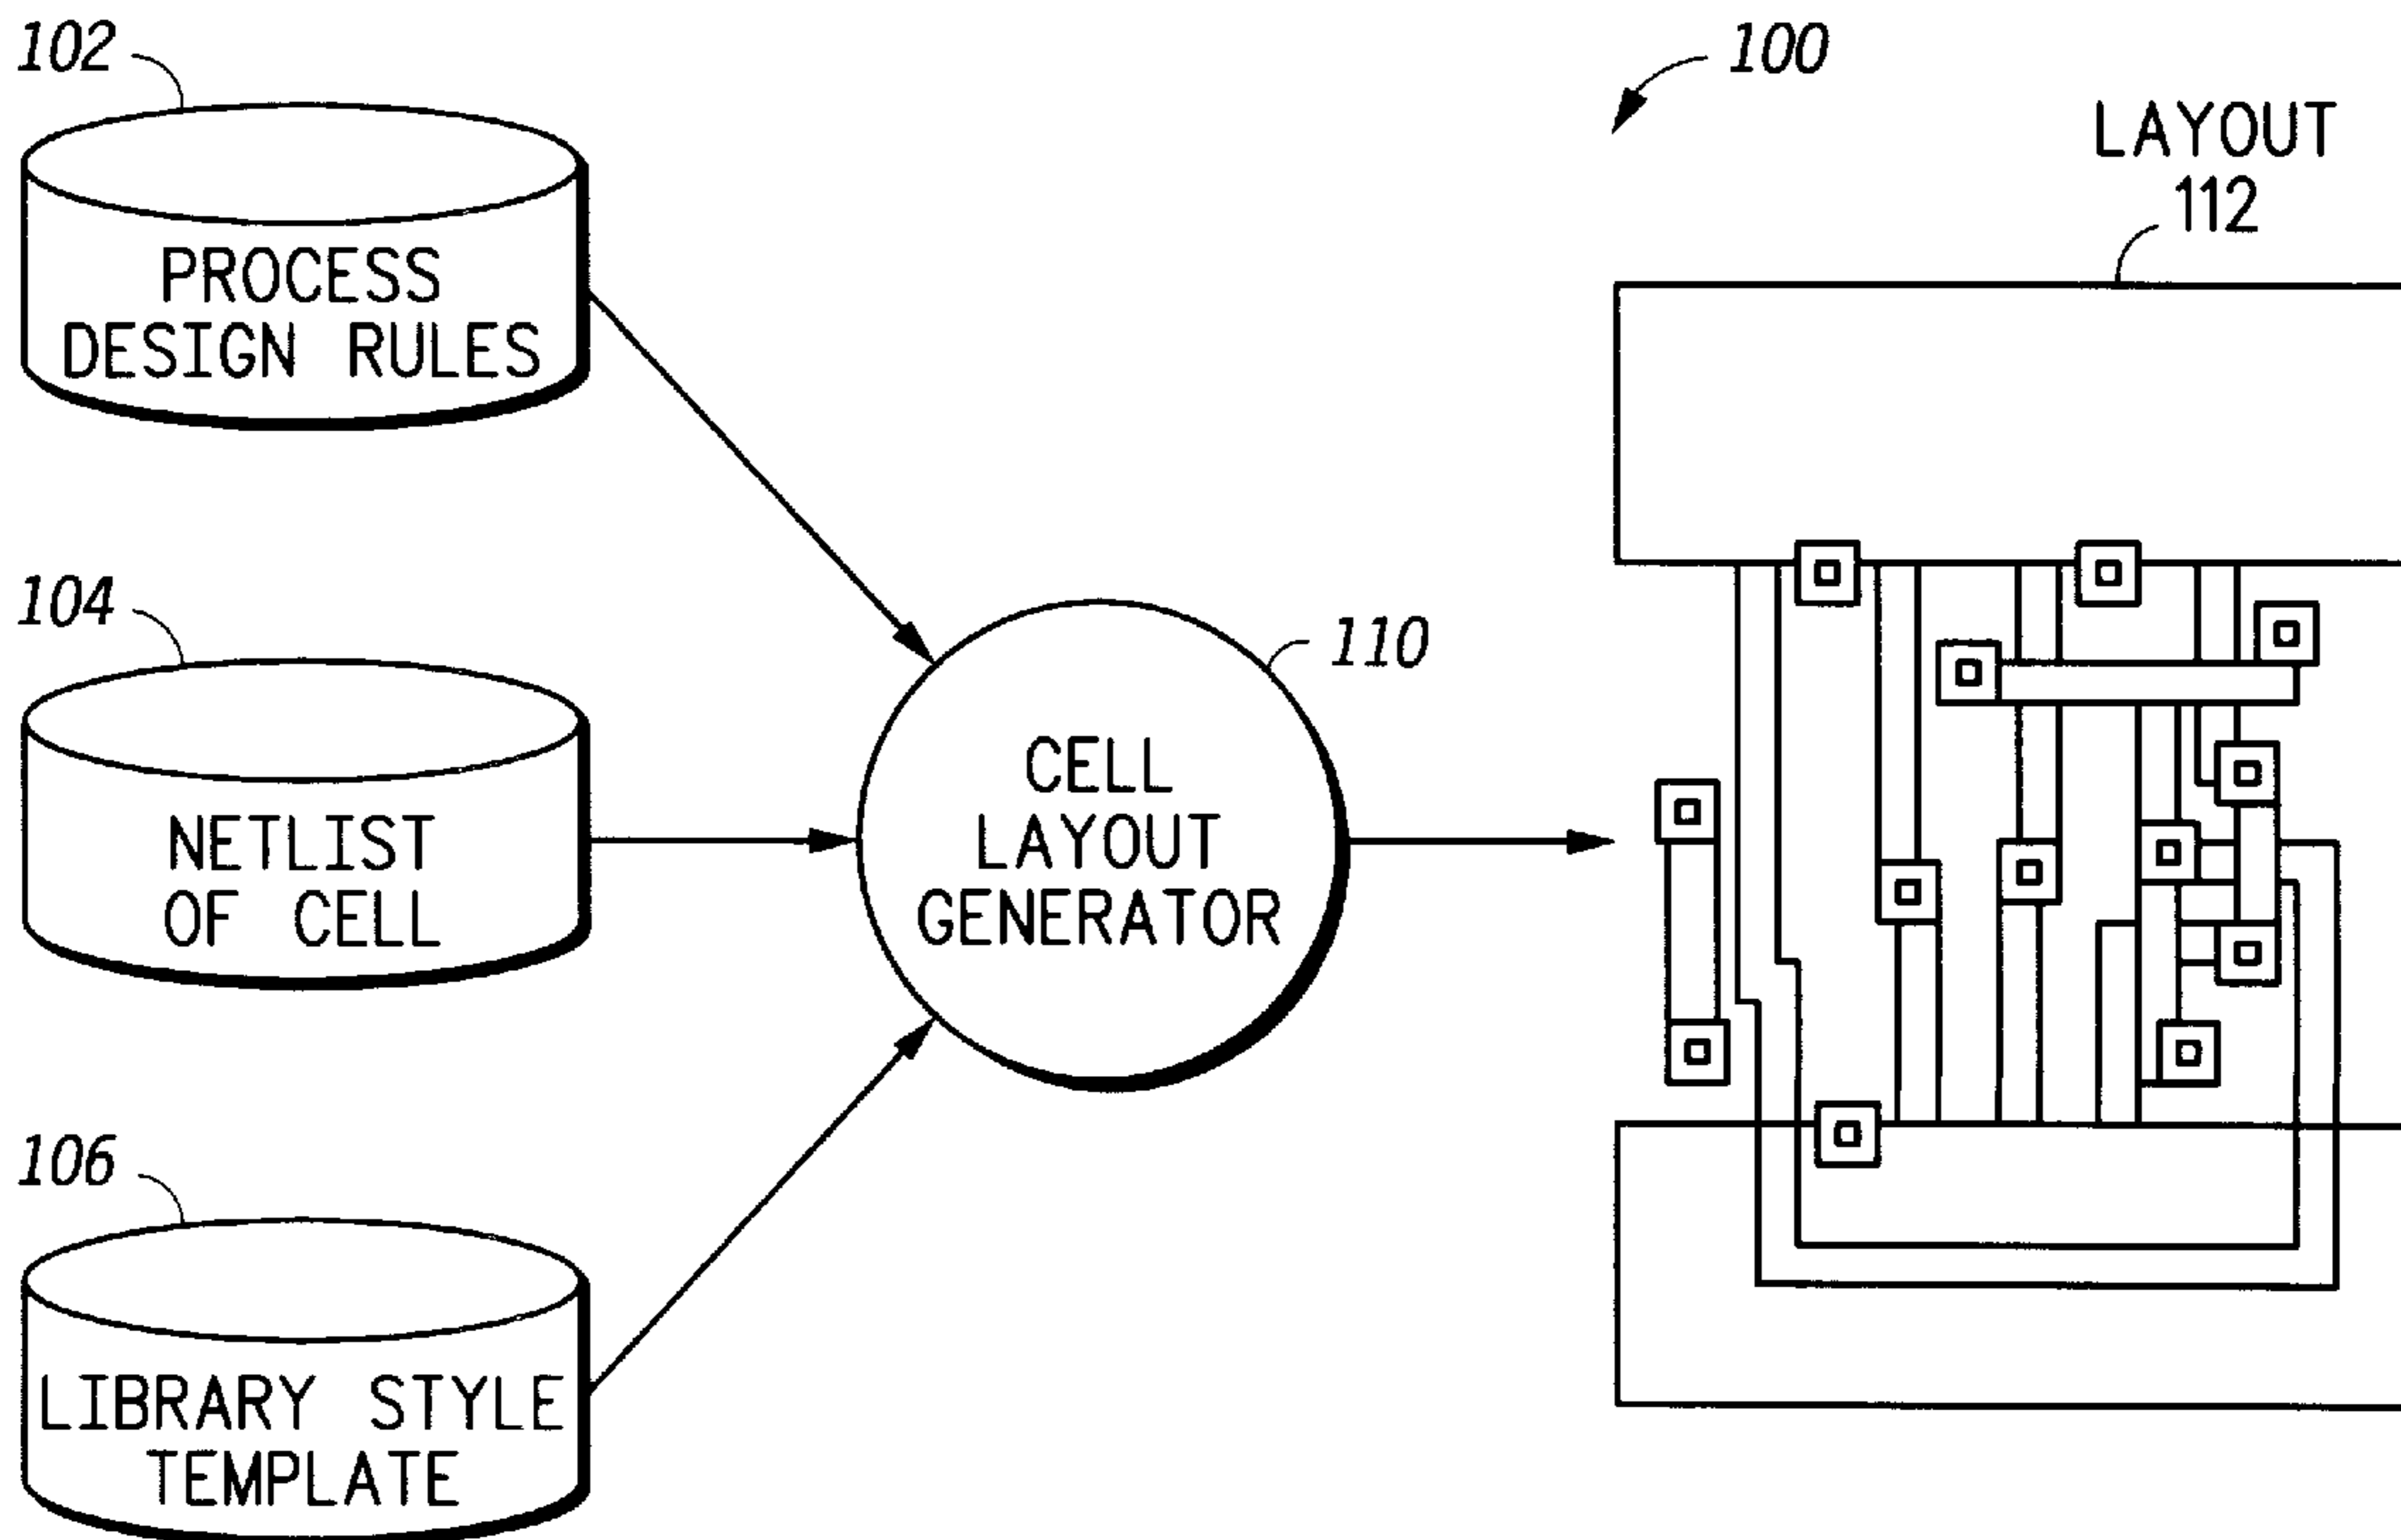 102
PROCESS
DESIGN RULES
104
NETLIST
OF CELL
106
LIBRARY STYLE
TEMPLATE
110
CELL
LAYOUT
GENERATOR
100
LAYOUT
112